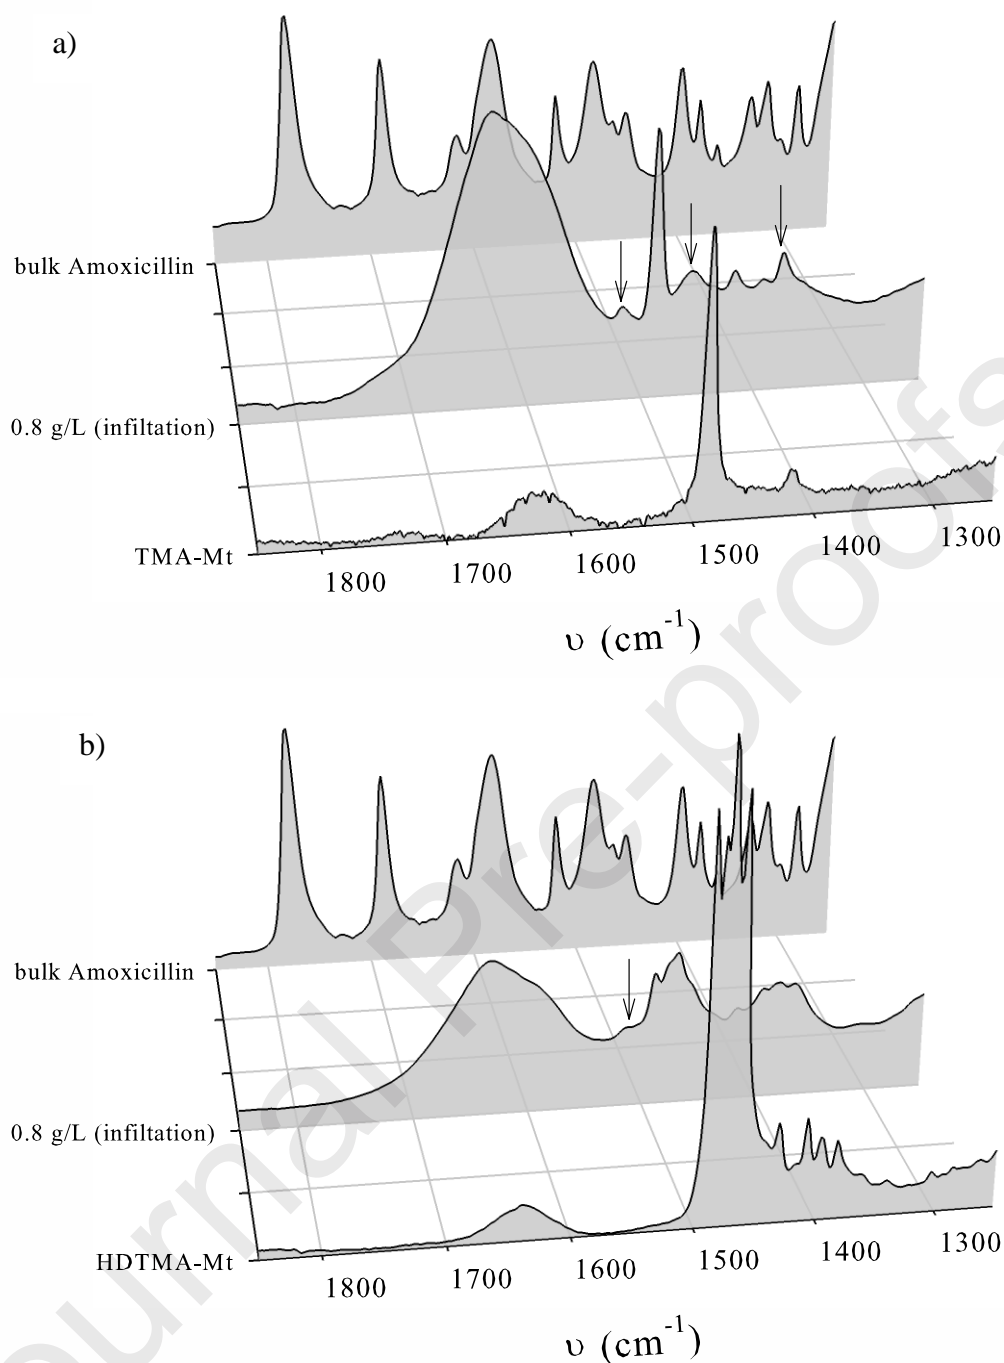 a)
bulk Amoxicillin
0.8 g/L (infiltation)
TMA-Mt
1800 1700 1600 1500 1400 1300
υ (cm-1)
b)
bulk Amoxicillin
0.8 g/L (infiltation)
HDTMA-Mt
1800 1700 1600 1500 1400 1300
υ (cm-1)
Journal Pre-proofs